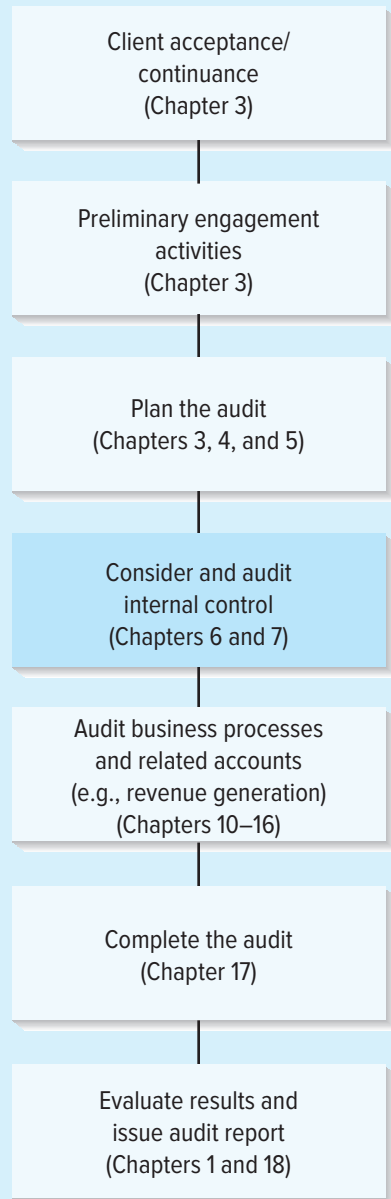 Client acceptance/
continuance
(Chapter 3)
Preliminary engagement
activities
(Chapter 3)
Plan the audit
(Chapters 3, 4, and 5)
Consider and audit
internal control
(Chapters 6 and 7)
Audit business processes
and related accounts
(e.g., revenue generation)
(Chapters 10–16)
Complete the audit
(Chapter 17)
Evaluate results and
issue audit report
(Chapters 1 and 18)